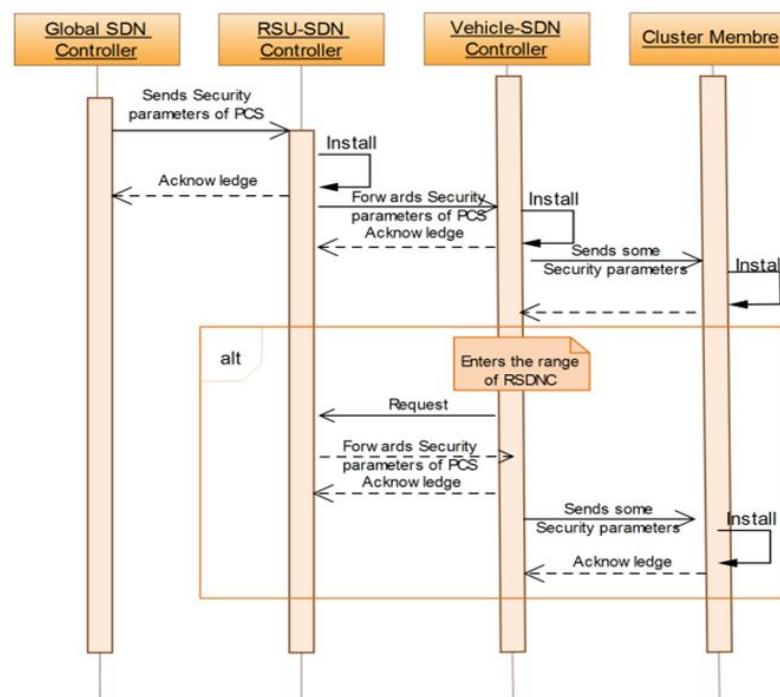 Global SDN
Controller
RSU-SDN
Controller
Vehicle-SDN
Controller
Cluster Membre
Sends Security
parameters of PCS
Install
Acknow ledge
Forw ards Security
parameters of PCS
Install
Acknow ledge
Sends some
Security parameters
Install
alt
Enters the range
of RSDNC
Request
Forw ards Security
parameters of PCS
Acknow ledge
Sends some
Security parameters
Install
Acknow ledge